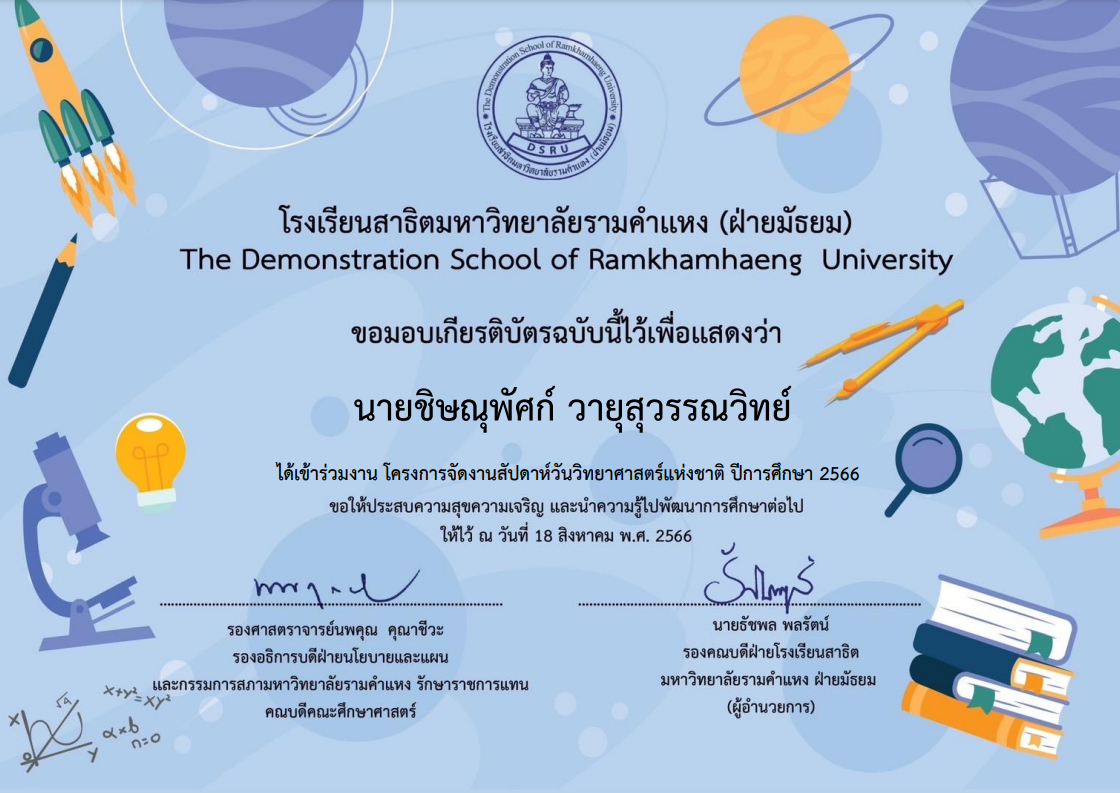 The Demonstration School of Ramkhamhaeng University
โรงเรียนสาธิตมหาวิทยาลัยรามคำแหง (ฝ่ายมัธยม)
DSRU
โรงเรียนสาธิตมหาวิทยาลัยรามคำแหง (ฝ่ายมัธยม)
The Demonstration School of Ramkhamhaeng University
ขอมอบเกียรติบัตรฉบับนี้ไว้เพื่อแสดงว่า
นายชิษณุพัศก์ วายุสุวรรณวิทย์
ได้เข้าร่วมงาน โครงการจัดงานสัปดาห์วันวิทยาศาสตร์แห่งชาติ ปีการศึกษา 2566
ขอให้ประสบความสุขความเจริญ และนำความรู้ไปพัฒนาการศึกษาต่อไป
ให้ไว้ ณ วันที่ 18 สิงหาคม พ.ศ. 2566
รองศาสตราจารย์นพคุณ คุณาชีวะ
รองอธิการบดีฝ่ายนโยบายและแผน
และกรรมการสภามหาวิทยาลัยรามคำแหง รักษาราชการแทน
คณบดีคณะศึกษาศาสตร์
นายธัชพล พลรัตน์
รองคณบดีฝ่ายโรงเรียนสาธิต
มหาวิทยาลัยรามคำแหง ฝ่ายมัธยม
(ผู้อำนวยการ)
x+y²=xy²
√a
α×b
n=0
X
Y